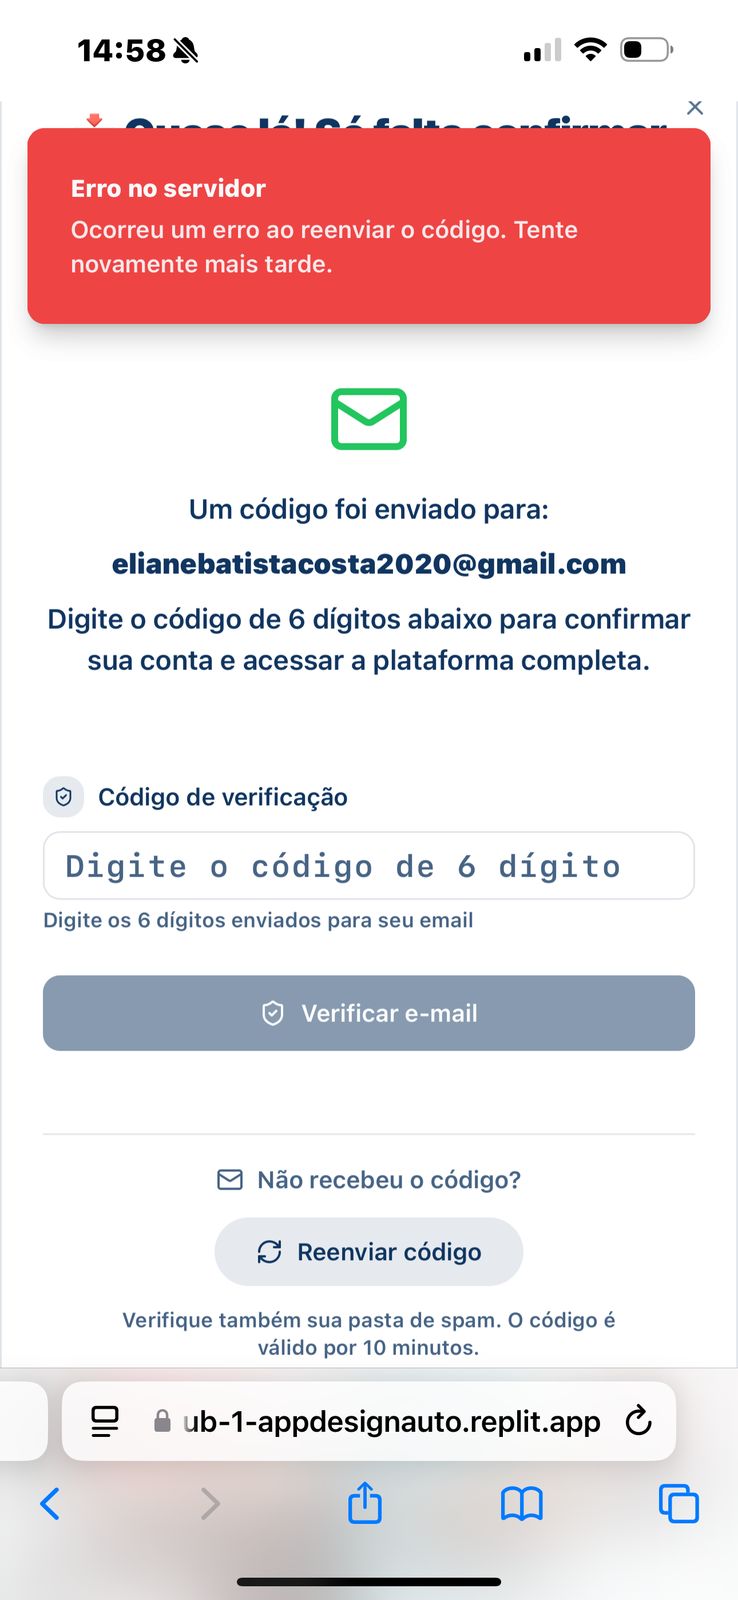 14:58
Quase lá! Só falta confirmar
Erro no servidor
Ocorreu um erro ao reenviar o código. Tente
novamente mais tarde.
Um código foi enviado para:
elianebatistacosta2020@gmail.com
Digite o código de 6 dígitos abaixo para confirmar
sua conta e acessar a plataforma completa.
Código de verificação
Digite o código de 6 dígito
Digite os 6 dígitos enviados para seu email
Verificar e-mail
Não recebeu o código?
Reenviar código
Verifique também sua pasta de spam. O código é
válido por 10 minutos.
ub-1-appdesignauto.replit.app